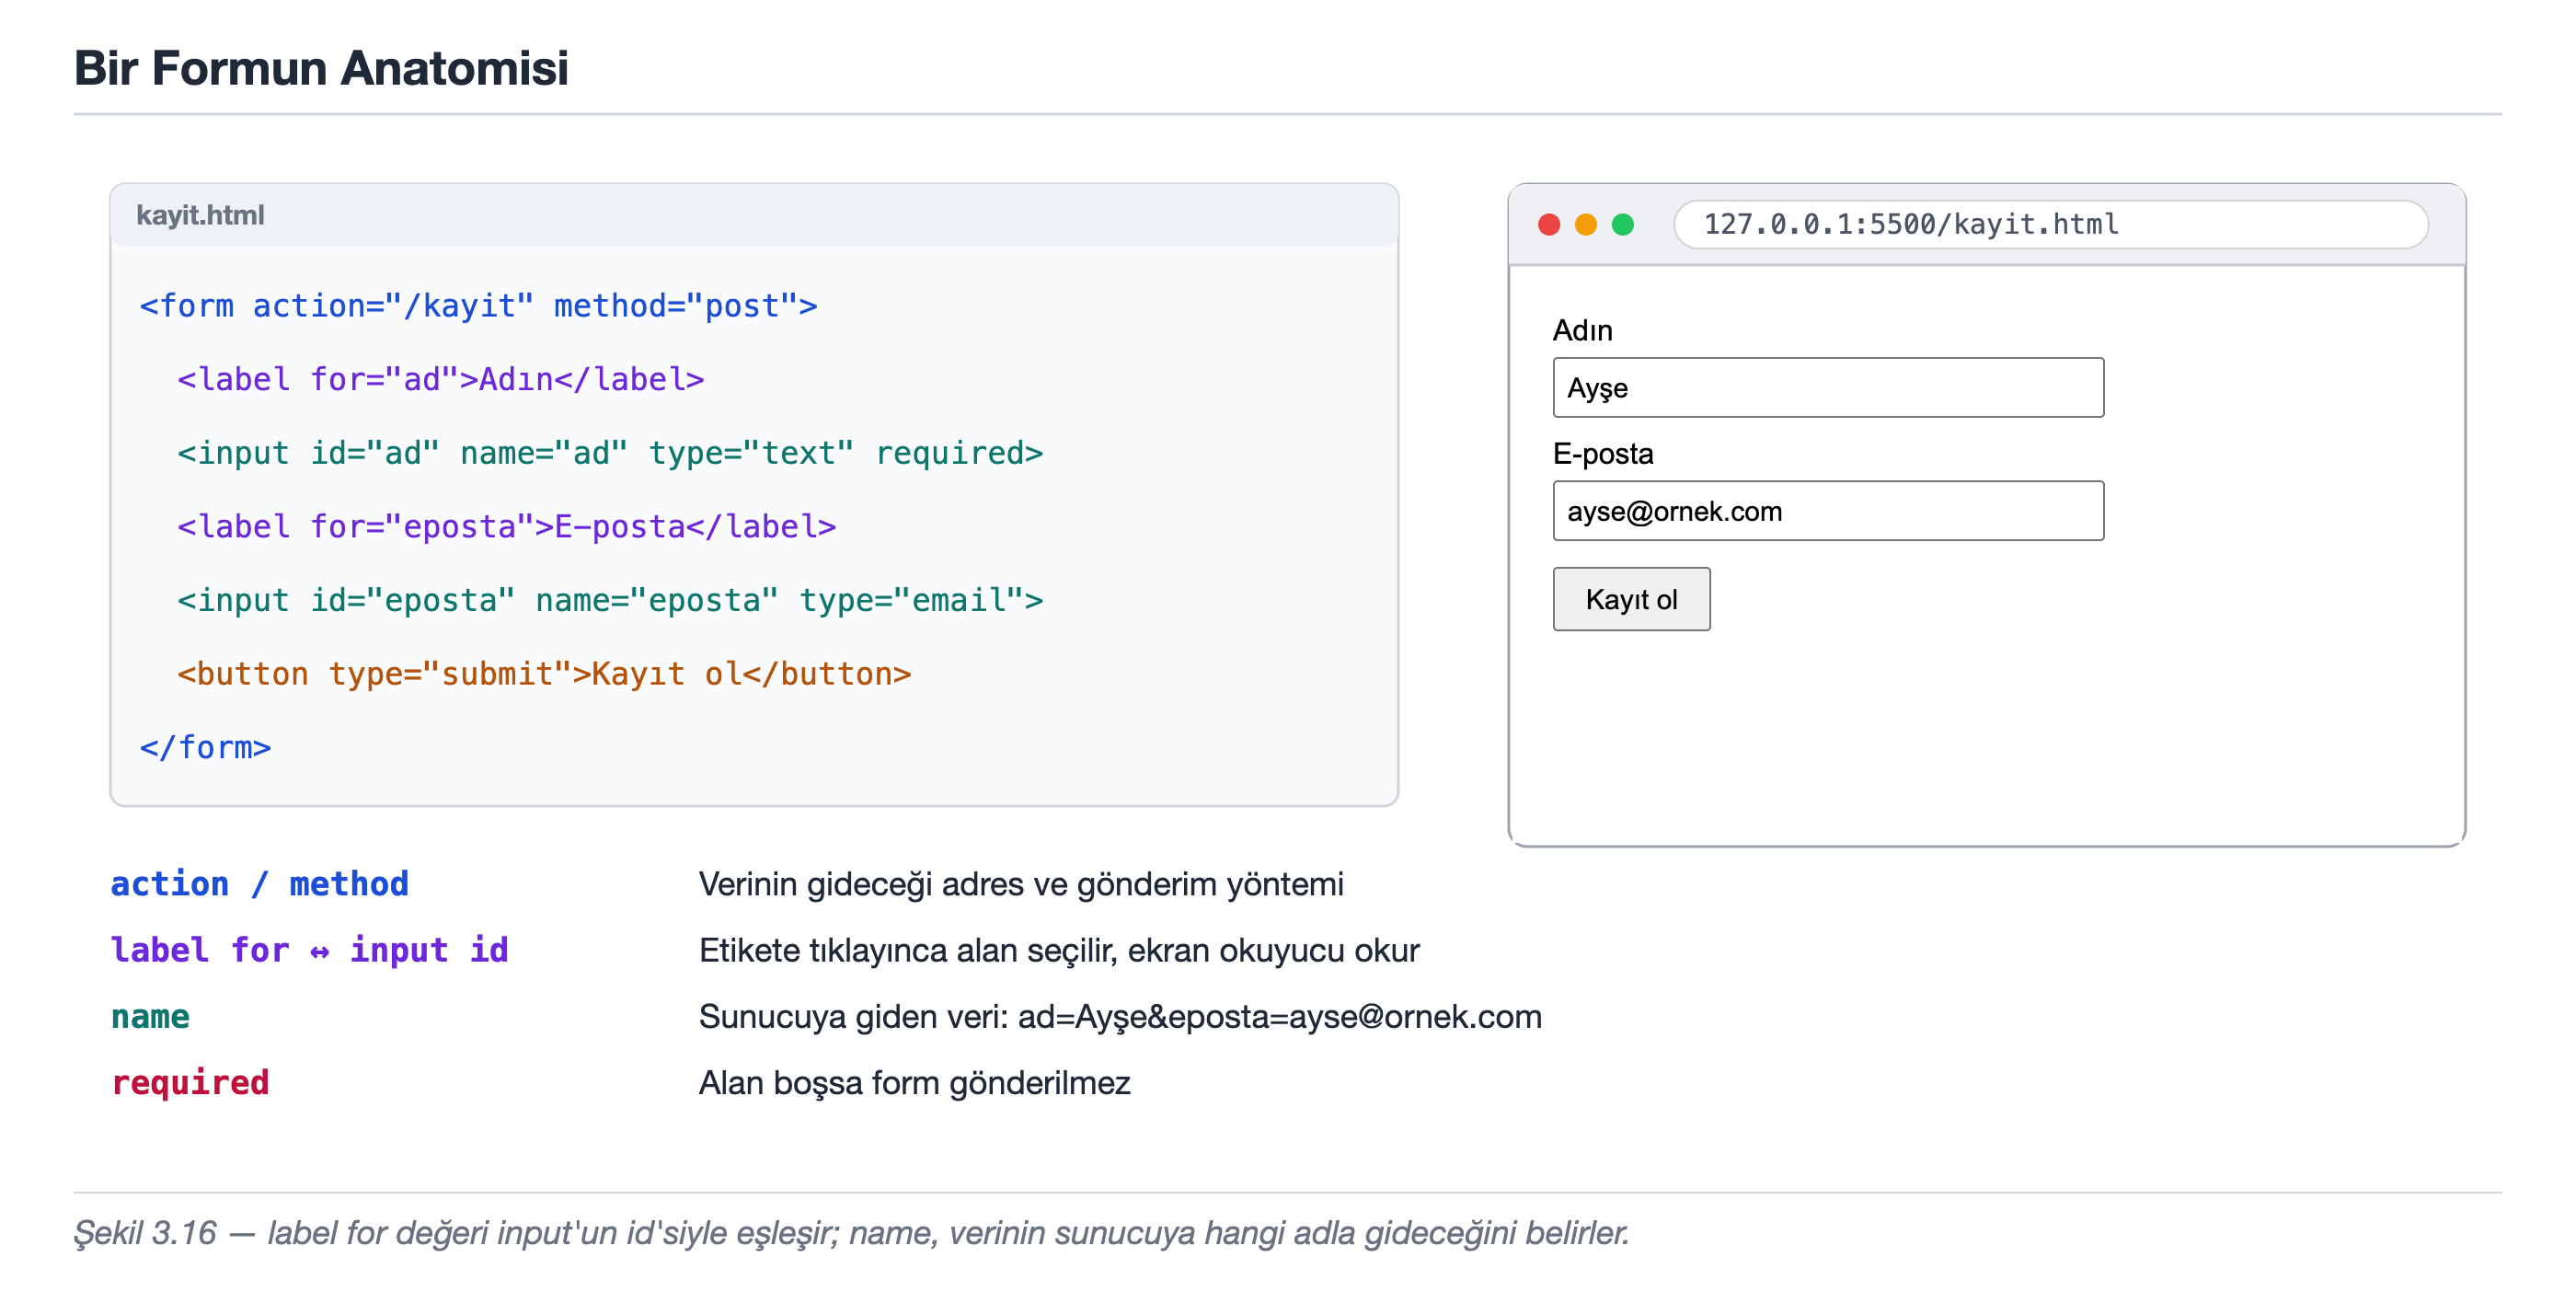 Bir Formun Anatomisi
kayit.html
<form action="/kayit" method="post">
<label for="ad">Adın</label>
<input id="ad" name="ad" type="text" required>
<label for="eposta">E-posta</label>
<input id="eposta" name="eposta" type="email">
<button type="submit">Kayıt ol</button>
</form>
127.0.0.1:5500/kayit.html
Adın
Ayşe
E-posta
ayse@ornek.com
Kayıt ol
action / method Verinin gideceği adres ve gönderim yöntemi
label for ↔ input id Etikete tıklayınca alan seçilir, ekran okuyucu okur
name Sunucuya giden veri: ad=Ayşe&eposta=ayse@ornek.com
required Alan boşsa form gönderilmez
Şekil 3.16 — label for değeri input'un id'siyle eşleşir; name, verinin sunucuya hangi adla gideceğini belirler.